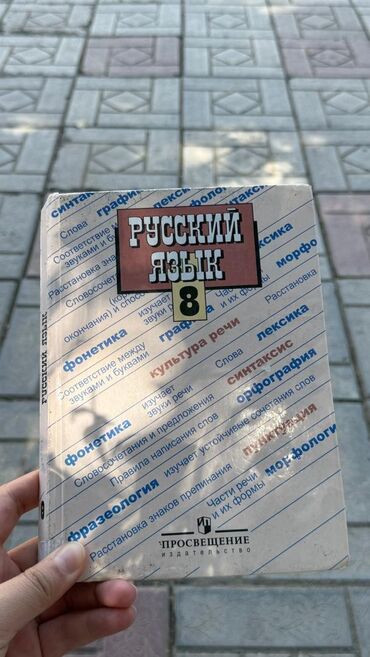 синтаксис
графика
лексика
Слова
морфология
Соответствие между
звуками и буквами
Расстановка знаков
Словосочетания
окончания) и способ
РУССКИЙ
ЯЗЫК
8
орфография
лексика
морфо
Части речи
и их формы
Расстановка
изучает
звуки речи
графика
фонетика
Соответствие между
звуками и буквами
культура речи
Слова
лексика
изучает
звуки речи
синтаксис
орфография
фонетика
Словосочетания и предложения
Правила написания слов
изучает устойчивые сочетания слов
пунктуация
фразеология
Расстановка знаков препинания
Части речи
и их формы
морфологи
ПРОСВЕЩЕНИЕ
ИЗДАТЕЛЬСТВО
РУССКИЙ ЯЗЫК
8